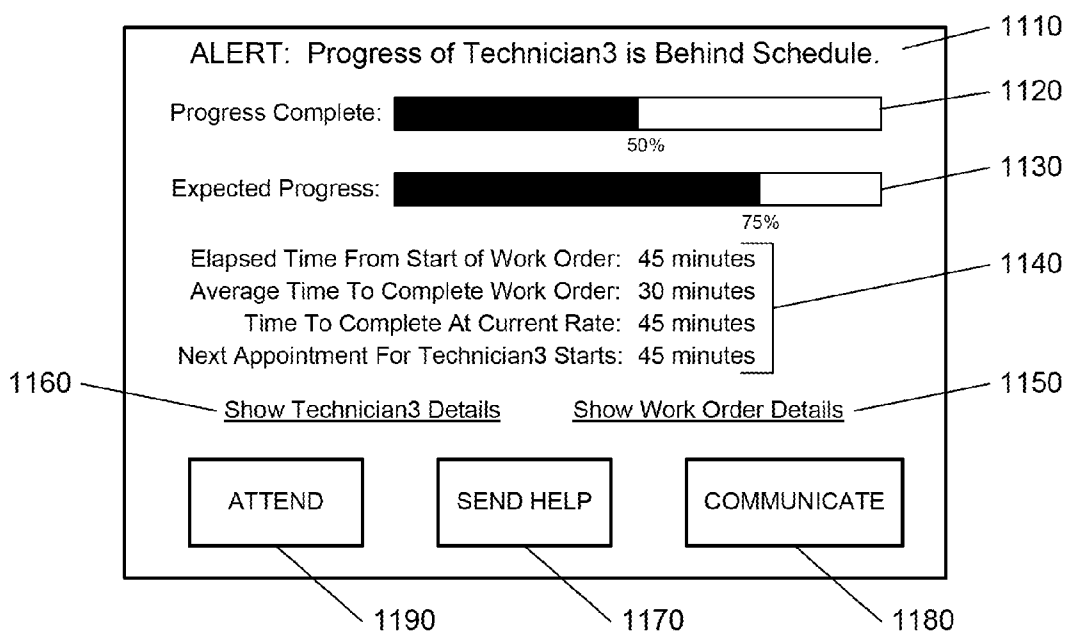 1110
ALERT: Progress of Technician3 is Behind Schedule.
1120
Progress Complete:
50%
1130
Expected Progress:
75%
Elapsed Time From Start of Work Order: 45 minutes
1140
Average Time To Complete Work Order: 30 minutes
Time To Complete At Current Rate: 45 minutes
Next Appointment For Technician3 Starts: 45 minutes
1160
1150
Show Technician3 Details
Show Work Order Details
ATTEND
SEND HELP
COMMUNICATE
1190
1170
1180